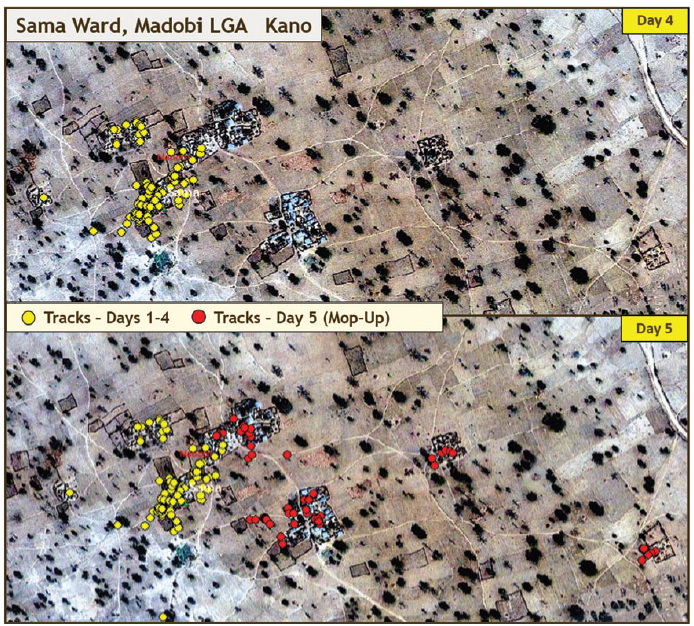 Sama Ward, Madobi LGA Kano
Day 4
Tracks – Days 1–4
Tracks – Day 5 (Mop-Up)
Day 5